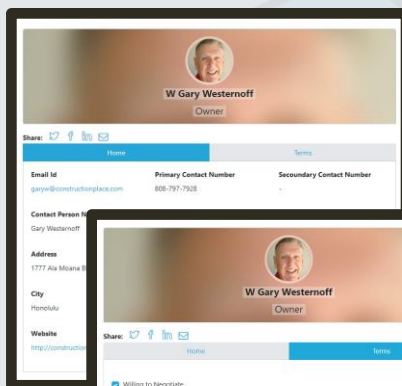 W Gary Westernoff
Owner
Share:
Home Terms
Email Id Primary Contact Number Secoundary Contact Number
garyw@constructionplace.com 808-797-7928 -
Contact Person
Gary Westernoff
Address
1777 Ala Moana
City
Honolulu
Website
W Gary Westernoff
Owner
Share:
Home Terms
Willing to Negotiate